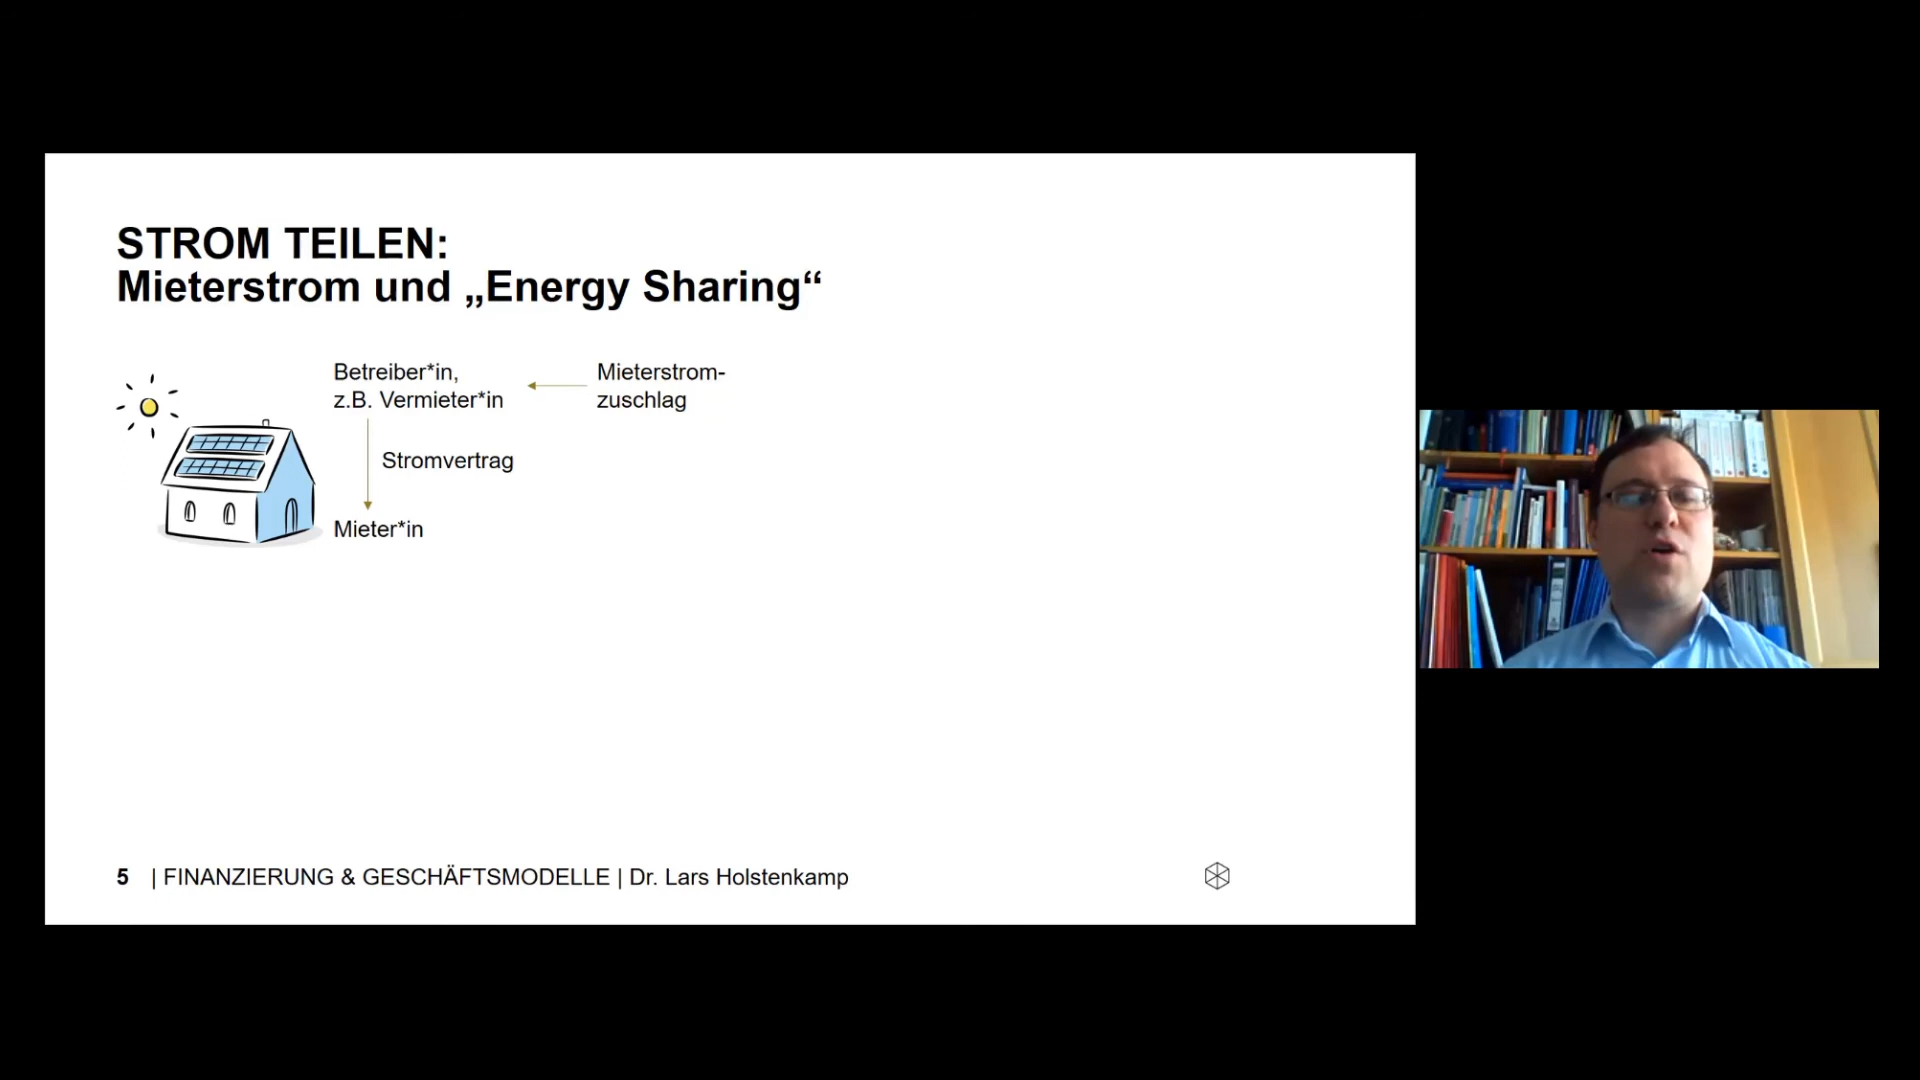 STROM TEILEN:
Mieterstrom und „Energy Sharing“
Betreiber*in,
z.B. Vermieter*in
Mieterstrom-
zuschlag
Stromvertrag
Mieter*in
5 | FINANZIERUNG & GESCHÄFTSMODELLE | Dr. Lars Holstenkamp